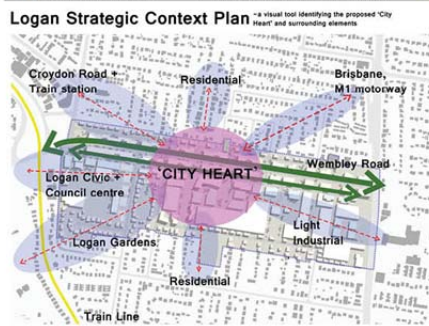 Logan Strategic Context Plan
-a visual tool identifying the proposed 'City
Heart' and surrounding elements
Croydon Road +
Train station
Residential
Brisbane,
M1 motorway
Wembley Road
'CITY HEART'
Logan Civic +
Council centre
Logan Gardens
Light
Industrial
Residential
Train Line